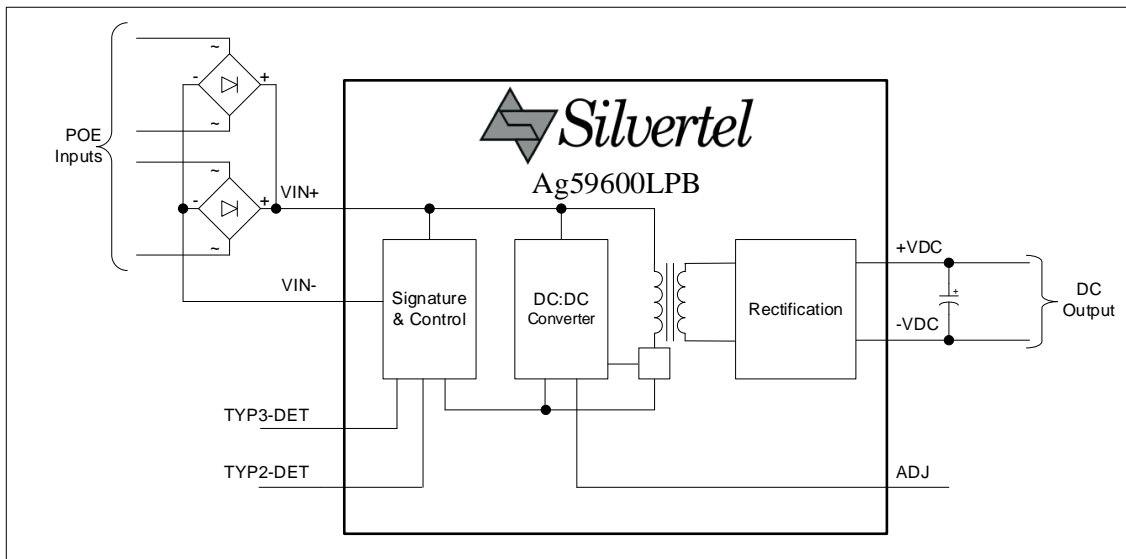 POE
Inputs
~
-
+
~
~
-
+
~
VIN+
VIN-
Silvertel
Ag59600LPB
Signature
& Control
DC:DC
Converter
Rectification
+VDC
+
-VDC
DC
Output
TYP3-DET
TYP2-DET
ADJ